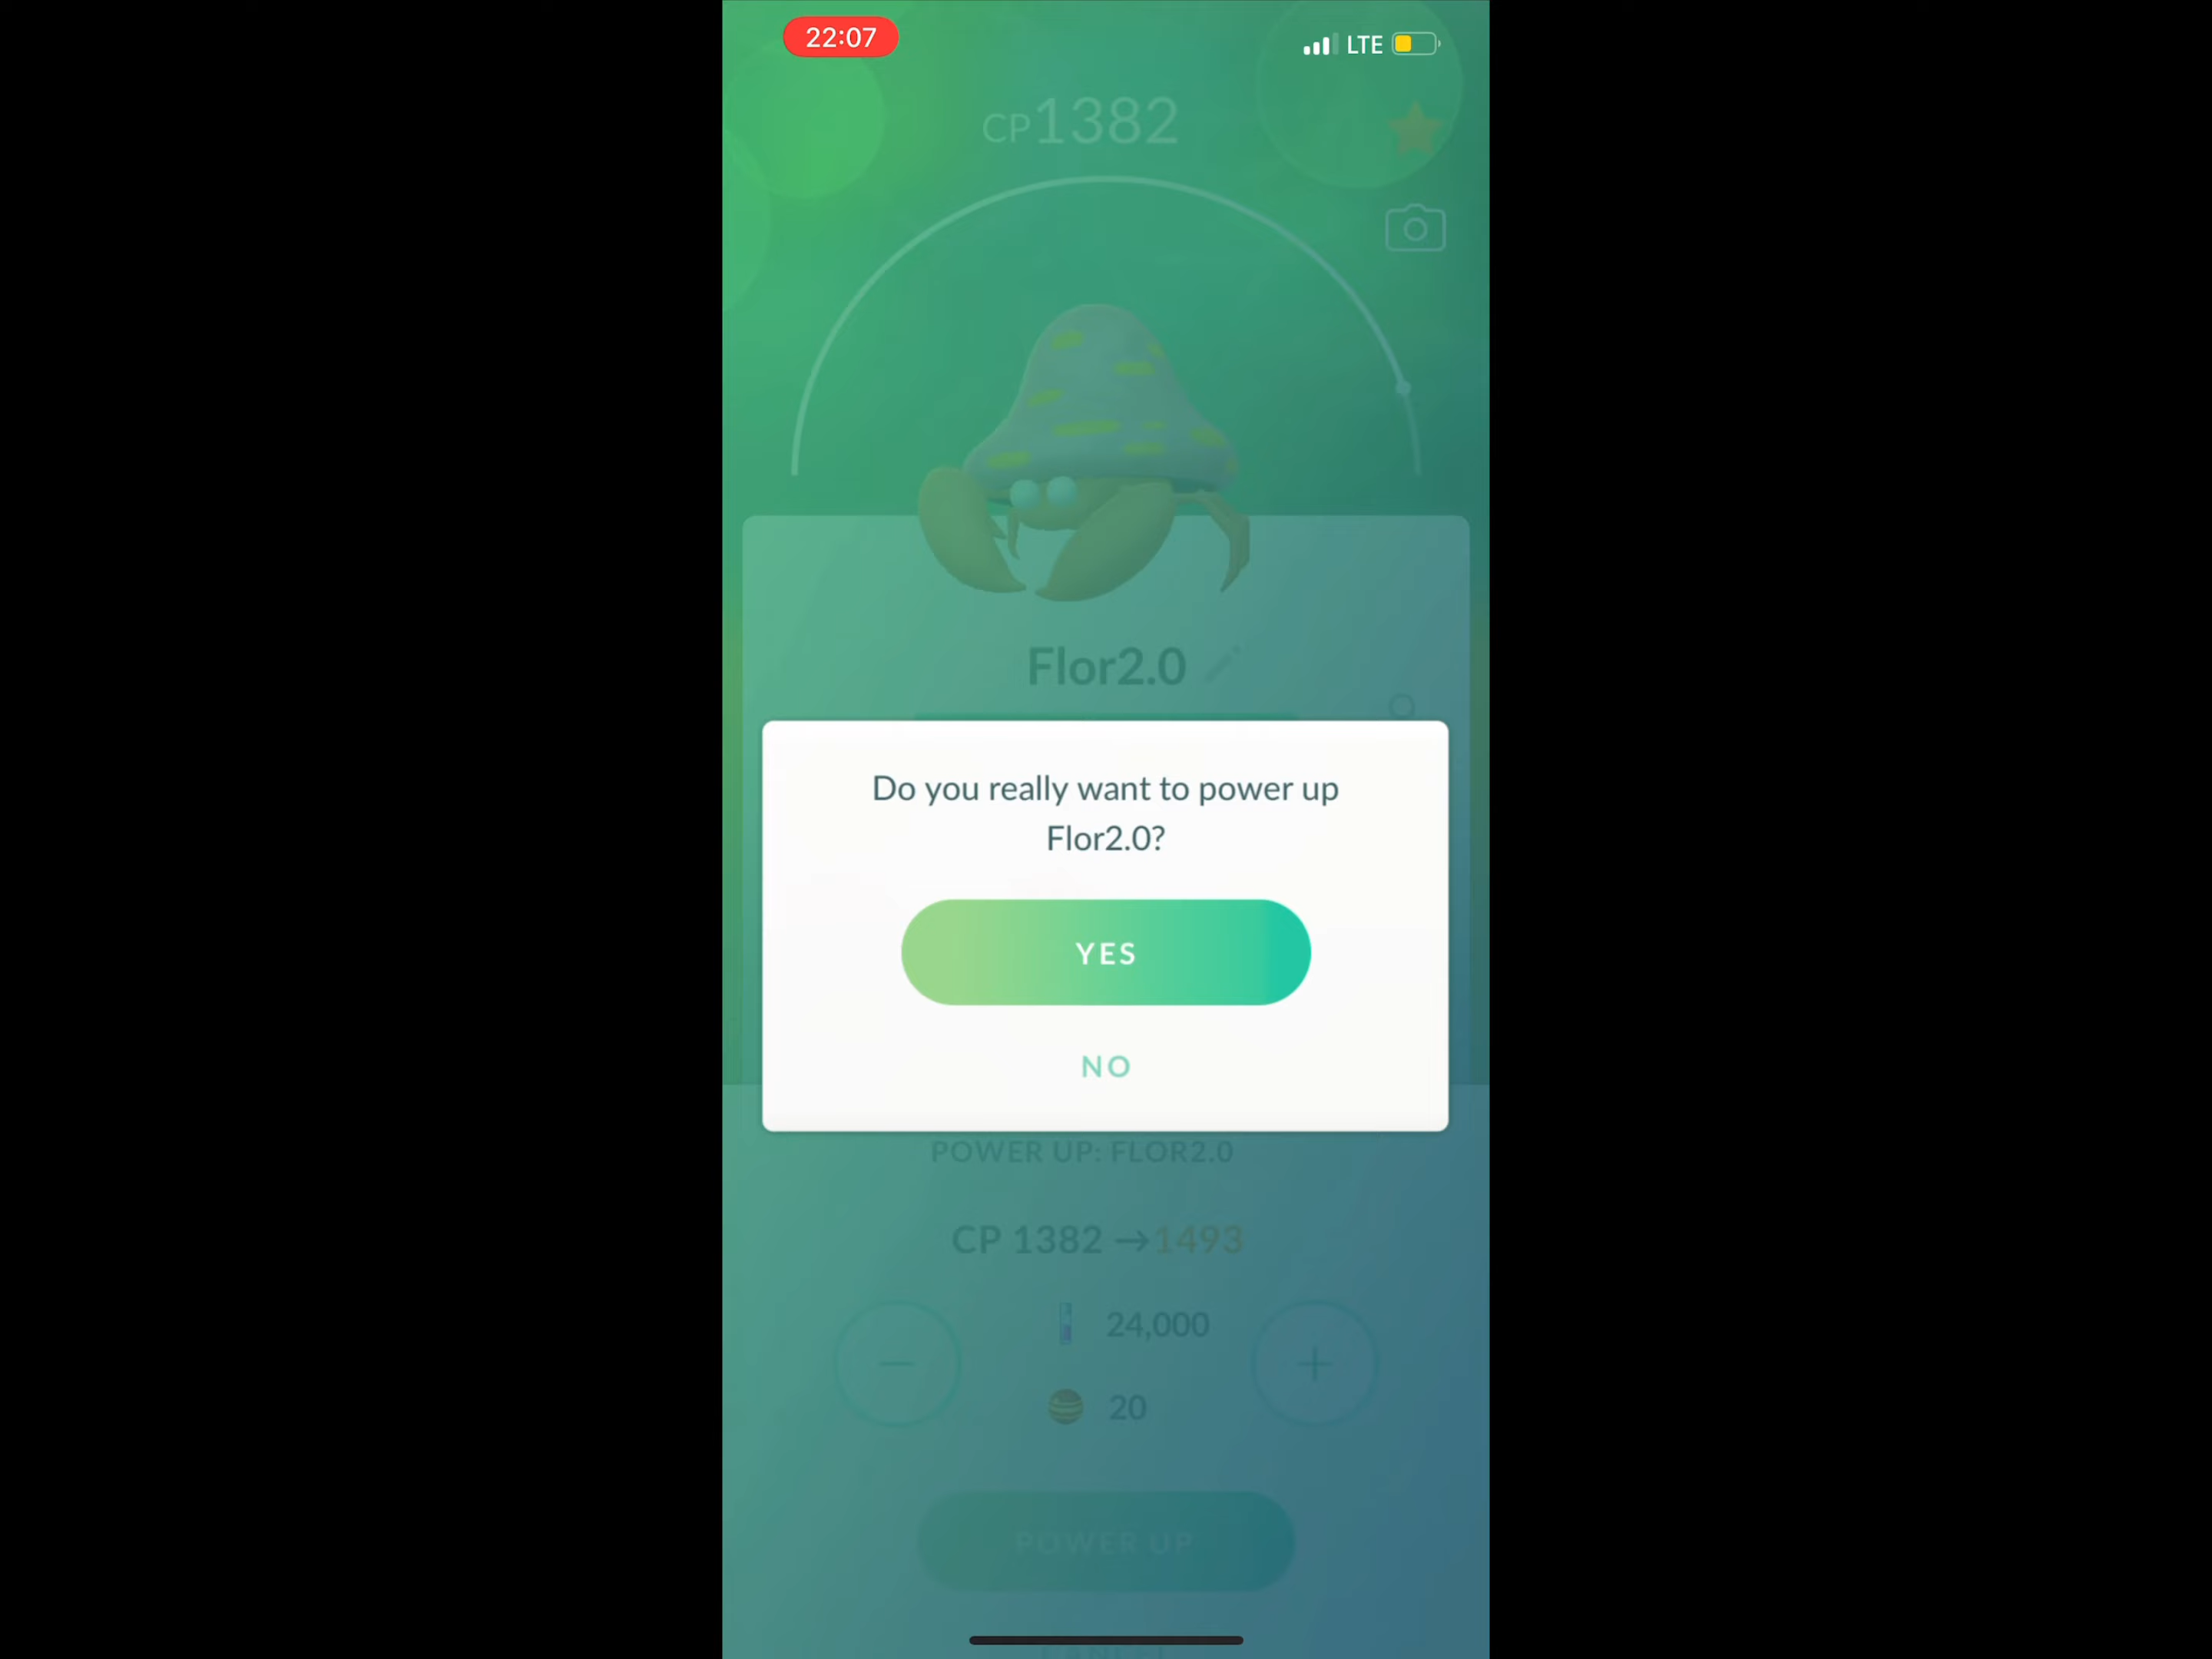 22:07
LTE
CP1382
Flor2.0
Do you really want to power up
Flor2.0?
YES
NO
POWER UP: FLOR2.0
CP 1382 →1493
24,000
20
POWER UP